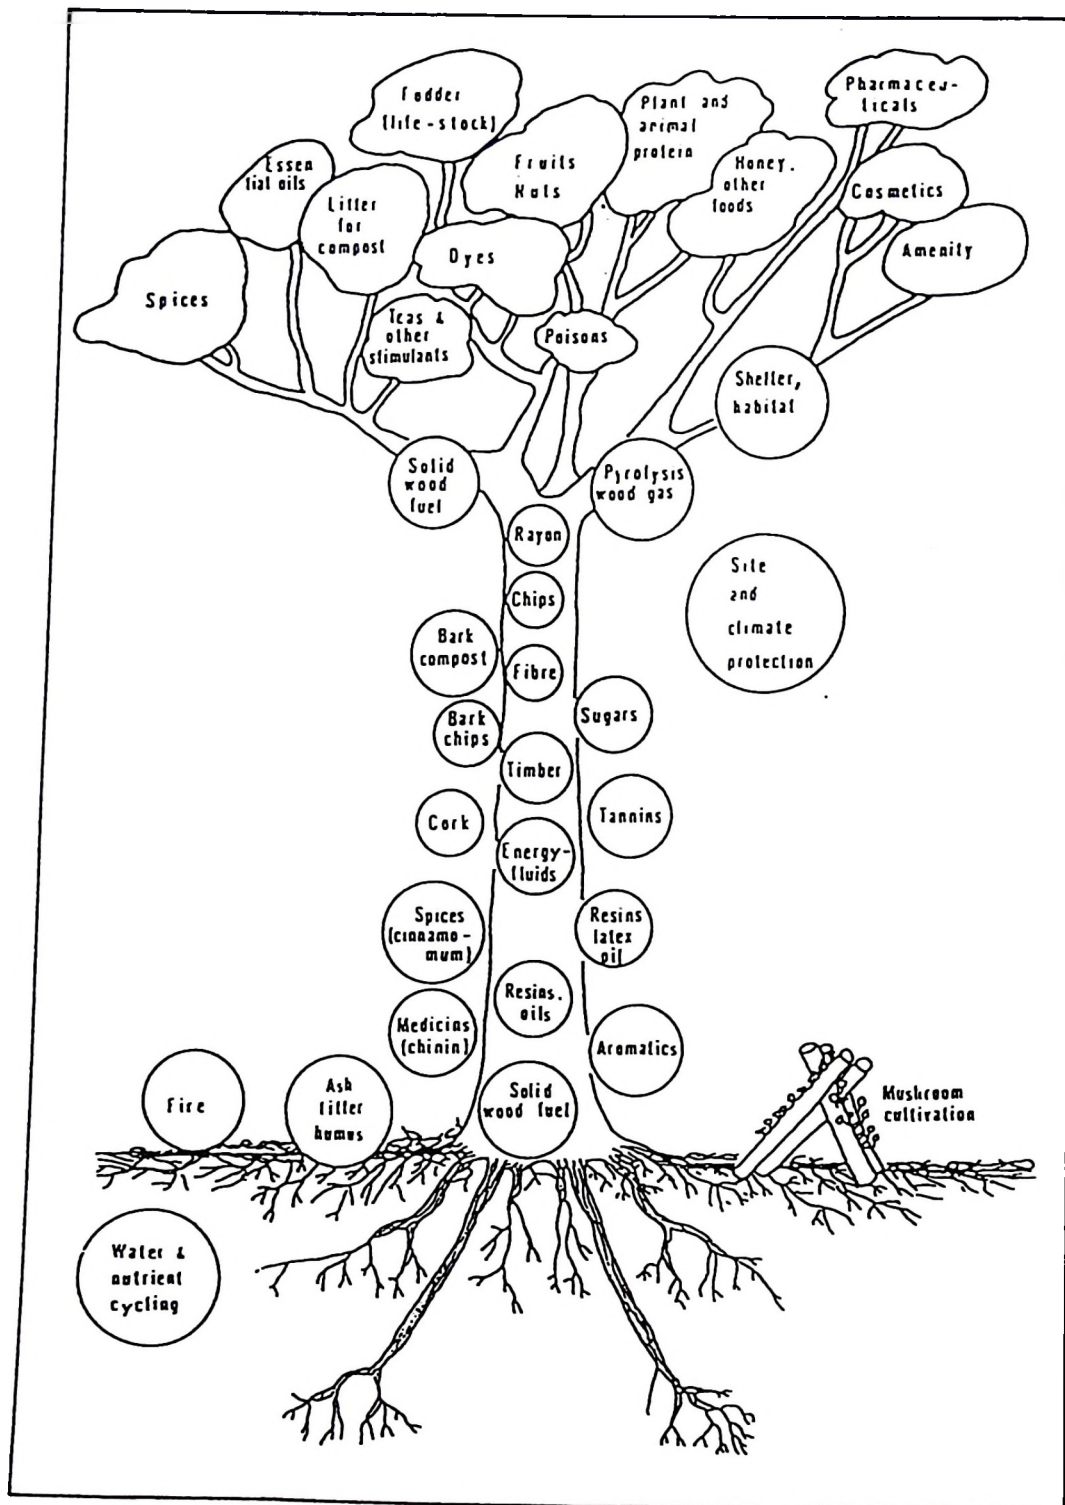 Fodder
(life-stock)
Plant and
animal
protein
Pharmaceu-
ticals
Essen
tial oils
Fruits
Nuts
Honey.
other
foods
Cosmetics
Litter
for
compost
Dyes
Amenity
Spices
Teas &
other
stimulants
Poisons
Shelter,
habitat
Solid
wood
fuel
Pyrolysis
wood gas
Rayon
Chips
Site
and
climate
protection
Bark
compost
Fibre
Bark
chips
Sugars
Timber
Cork
Tannins
Energy-
fluids
Spices
(cinnamo-
mum)
Resins
latex
oil
Resins.
oils
Medicins
(chinin)
Aromatics
Fire
Ash
litter
humus
Solid
wood fuel
Mushroom
cultivation
Water &
nutrient
cycling